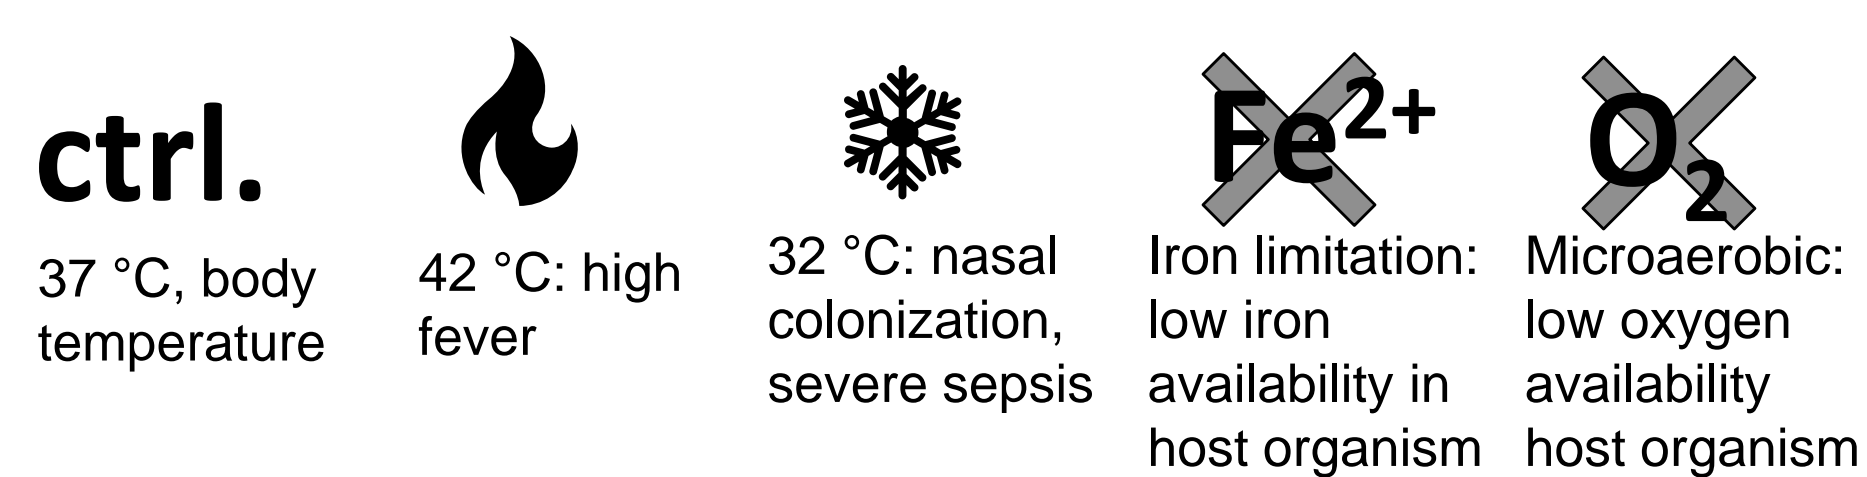 ctrl.
37 °C, body
temperature
42 °C: high
fever
32 °C: nasal
colonization,
severe sepsis
Fe²⁺
Iron limitation:
low iron
availability in
host organism
O₂
Microaerobic:
low oxygen
availability
host organism